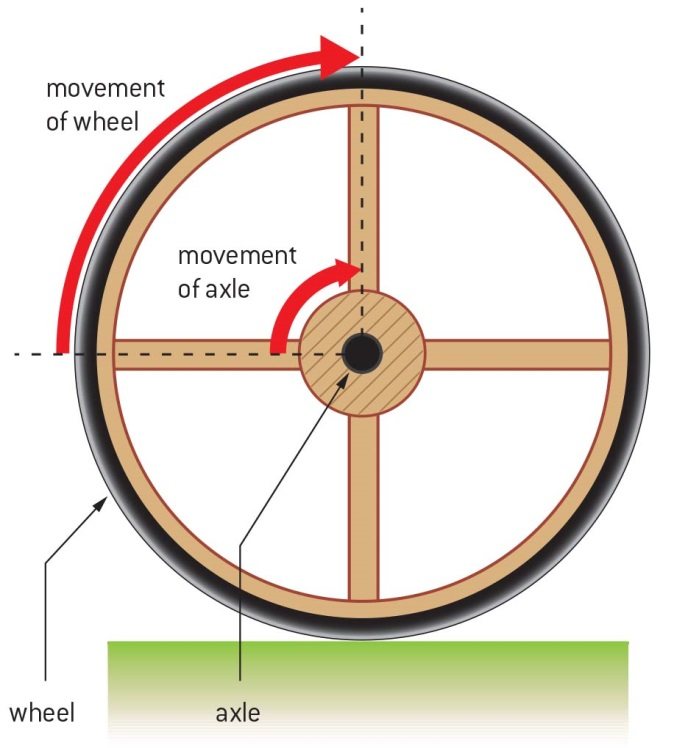 movement
of wheel
movement
of axle
wheel
axle